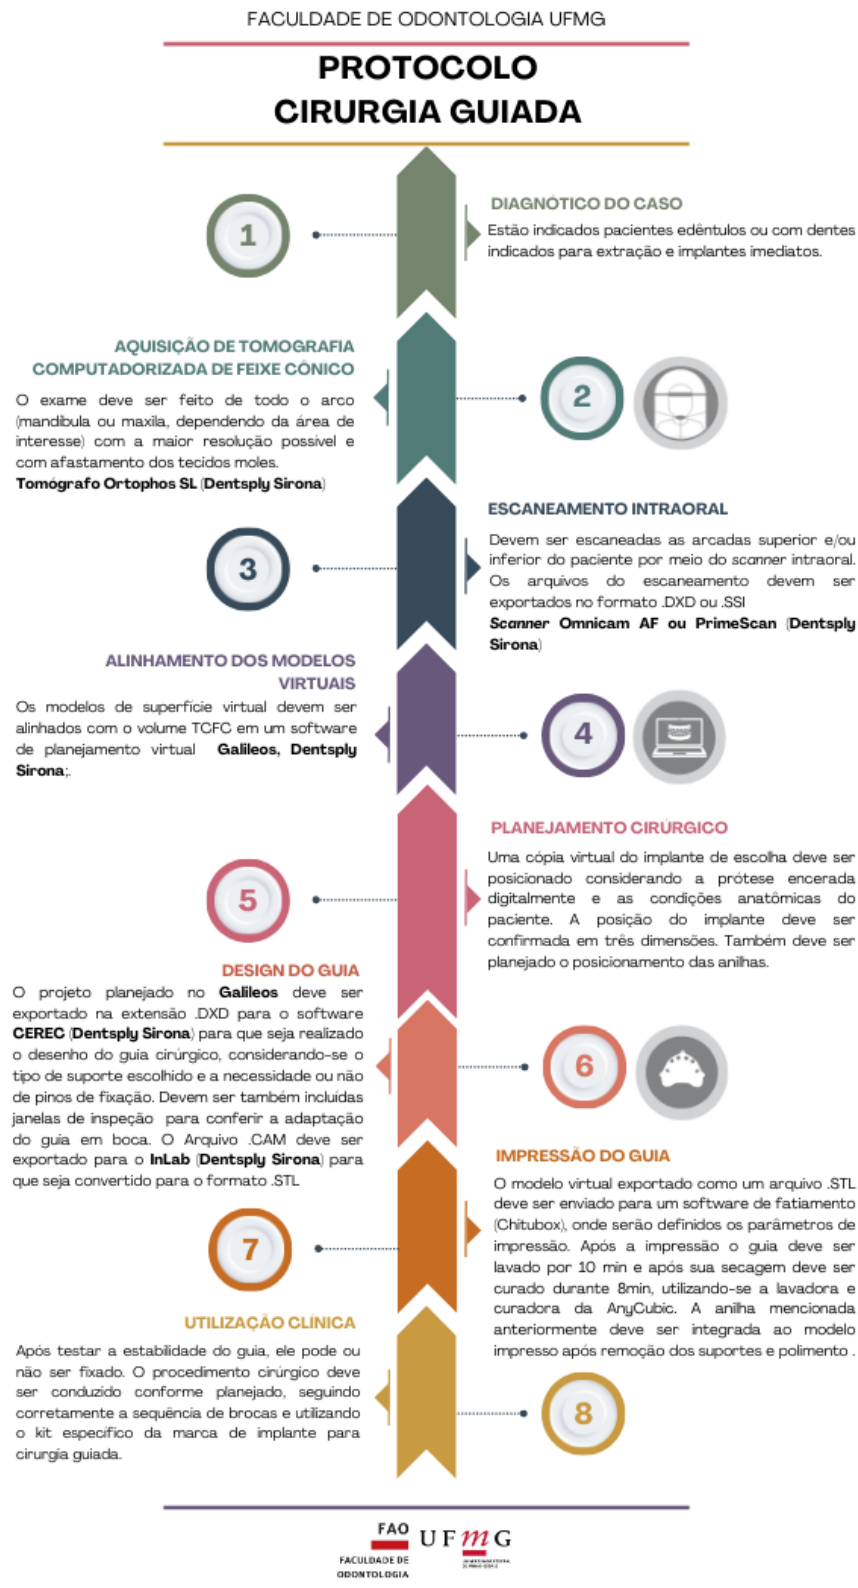 FACULDADE DE ODONTOLOGIA UFMG
PROTOCOLO
CIRURGIA GUIADA
1
DIAGNÓTICO DO CASO
Estão indicados pacientes edêntulos ou com dentes
indicados para extração e implantes imediatos.
AQUISIÇÃO DE TOMOGRAFIA
COMPUTADORIZADA DE FEIXE CÔNICO
O exame deve ser feito de todo o arco
(mandíbula ou maxila, dependendo da área de
interesse) com a maior resolução possível e
com afastamento dos tecidos moles.
Tomógrafo Ortophos SL (Dentsply Sirona)
2
3
ESCANEAMENTO INTRAORAL
Devem ser escaneadas as arcadas superior e/ou
inferior do paciente por meio do scanner intraoral.
Os arquivos do escaneamento devem ser
exportados no formato .DXD ou .SSI
Scanner Omnicam AF ou PrimeScan (Dentsply
Sirona)
ALINHAMENTO DOS MODELOS
VIRTUAIS
Os modelos de superfície virtual devem ser
alinhados com o volume TCFC em um software
de planejamento virtual Galileos, Dentsply
Sirona;.
4
5
PLANEJAMENTO CIRÚRGICO
Uma cópia virtual do implante de escolha deve ser
posicionado considerando a prótese encerada
digitalmente e as condições anatômicas do
paciente. A posição do implante deve ser
confirmada em três dimensões. Também deve ser
planejado o posicionamento das anilhas.
DESIGN DO GUIA
O projeto planejado no Galileos deve ser
exportado na extensão .DXD para o software
CEREC (Dentsply Sirona) para que seja realizado
o desenho do guia cirúrgico, considerando-se o
tipo de suporte escolhido e a necessidade ou não
de pinos de fixação. Devem ser também incluídas
janelas de inspeção para conferir a adaptação
do guia em boca. O Arquivo .CAM deve ser
exportado para o InLab (Dentsply Sirona) para
que seja convertido para o formato .STL
6
7
IMPRESSÃO DO GUIA
O modelo virtual exportado como um arquivo .STL
deve ser enviado para um software de fatiamento
(Chitubox), onde serão definidos os parâmetros de
impressão. Após a impressão o guia deve ser
lavado por 10 min e após sua secagem deve ser
curado durante 8min, utilizando-se a lavadora e
curadora da AnyCubic. A anilha mencionada
anteriormente deve ser integrada ao modelo
impresso após remoção dos suportes e polimento .
UTILIZAÇÃO CLÍNICA
Após testar a estabilidade do guia, ele pode ou
não ser fixado. O procedimento cirúrgico deve
ser conduzido conforme planejado, seguindo
corretamente a sequência de brocas e utilizando
o kit específico da marca de implante para
cirurgia guiada.
8
FAO
FACULDADE DE
ODONTOLOGIA
UFMG